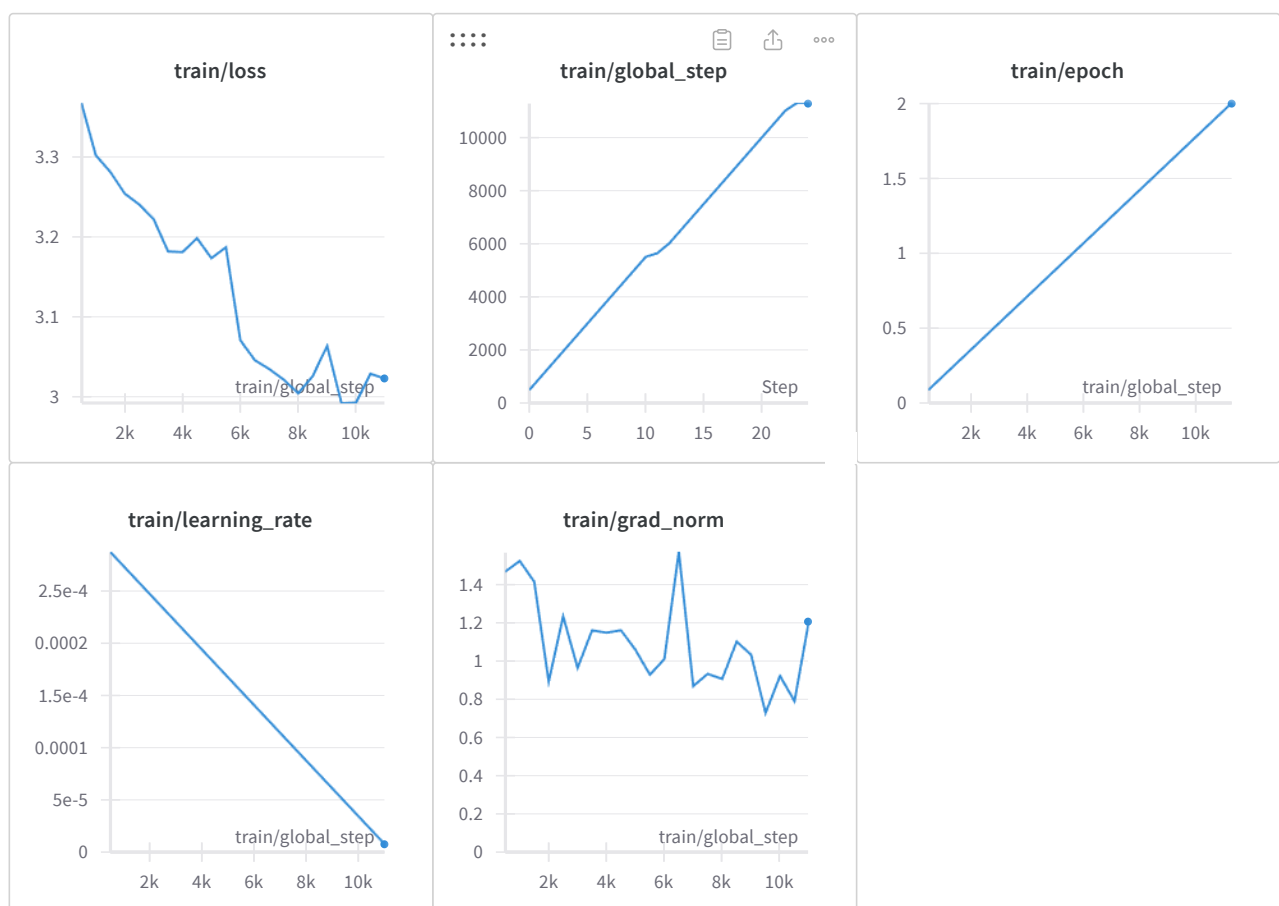 train/loss
3.3
3.2
3.1
3
train/global_step
2k 4k 6k 8k 10k
train/global_step
10000
8000
6000
4000
2000
0
Step
0 5 10 15 20
train/epoch
2
1.5
1
0.5
0
train/global_step
2k 4k 6k 8k 10k
train/learning_rate
2.5e-4
0.0002
1.5e-4
0.0001
5e-5
0
train/global_step
2k 4k 6k 8k 10k
train/grad_norm
1.4
1.2
1
0.8
0.6
0.4
0.2
0
train/global_step
2k 4k 6k 8k 10k